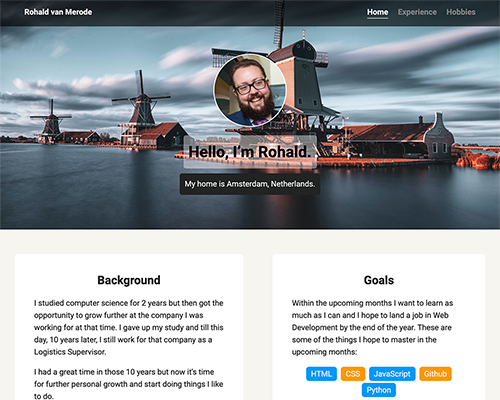 Rohald van Merode
Home Experience Hobbies
Hello, I'm Rohald.
My home is Amsterdam, Netherlands.
Background
I studied computer science for 2 years but then got the
opportunity to grow further at the company I was
working for at that time. I gave up my study and till this
day, 10 years later, I still work for that company as a
Logistics Supervisor.
I had a great time in those 10 years but now it's time
for further personal growth and start doing things I like
to do.
Goals
Within the upcoming months I want to learn as
much as I can and I hope to land a job in Web
Development by the end of the year. These are
some of the things I hope to master in the
upcoming months:
HTML CSS JavaScript Github
Python